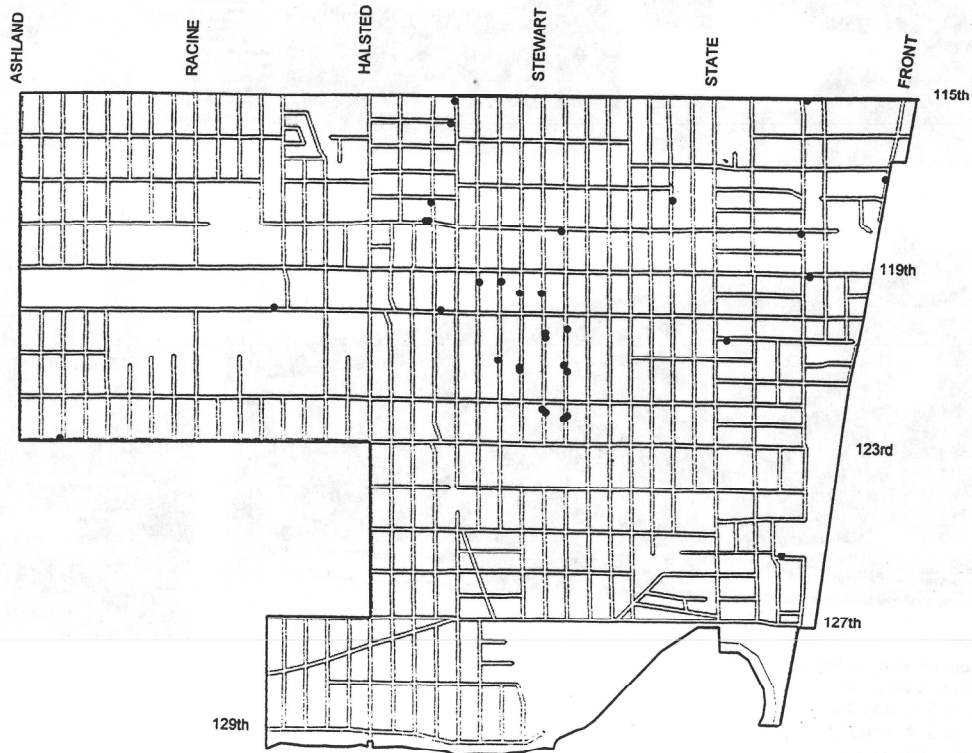 ASHLAND
RACINE
HALSTED
STEWART
STATE
FRONT
115th
119th
123rd
127th
129th